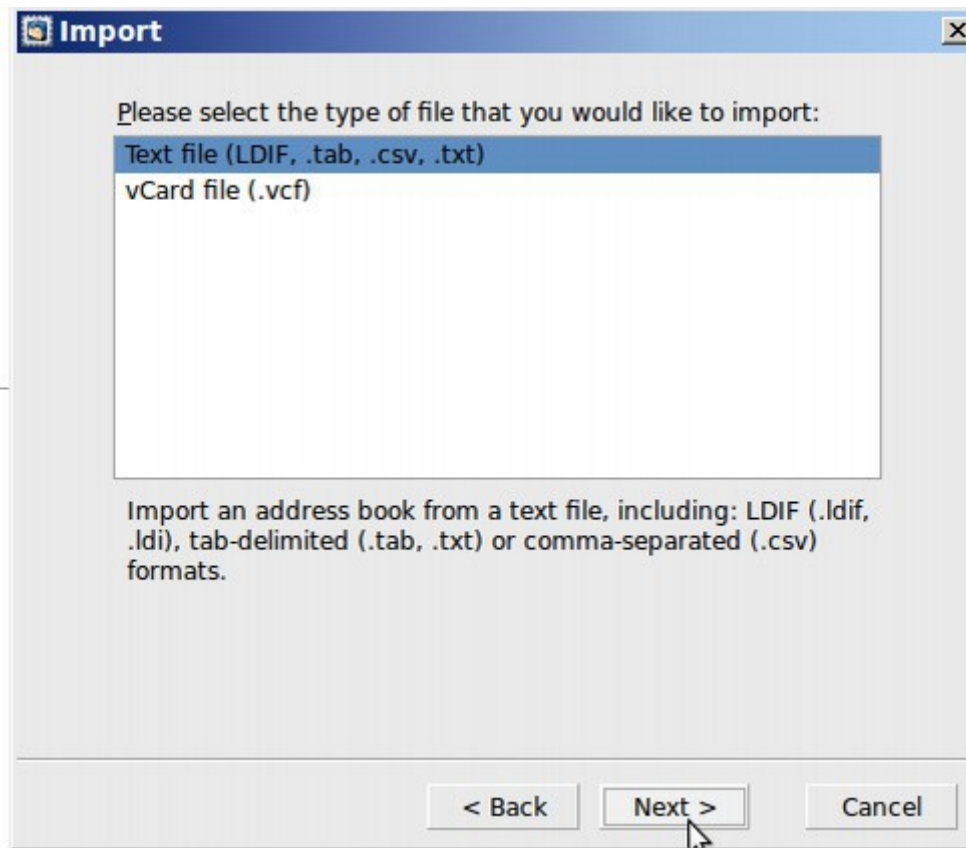 Import
Please select the type of file that you would like to import:
Text file (LDIF, .tab, .csv, .txt)
vCard file (.vcf)
Import an address book from a text file, including: LDIF (.ldif,
.ldi), tab-delimited (.tab, .txt) or comma-separated (.csv)
formats.
< Back Next > Cancel